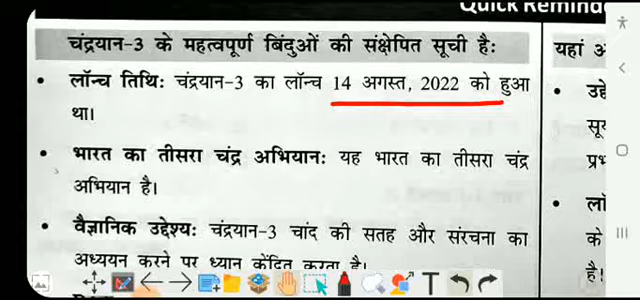 Quick Remind
चंद्रयान-3 के महत्वपूर्ण बिंदुओं की संक्षेपित सूची है:
• लॉन्च तिथि: चंद्रयान-3 का लॉन्च 14 अगस्त, 2022 को हुआ
था।
• भारत का तीसरा चंद्र अभियान: यह भारत का तीसरा चंद्र
अभियान है।
• वैज्ञानिक उद्देश्य: चंद्रयान-3 चांद की सतह और संरचना का
अध्ययन करने पर ध्यान केंदित करता है।
यहां
• उद्दे
सूर
प्रभ
• लॉ
को
है!